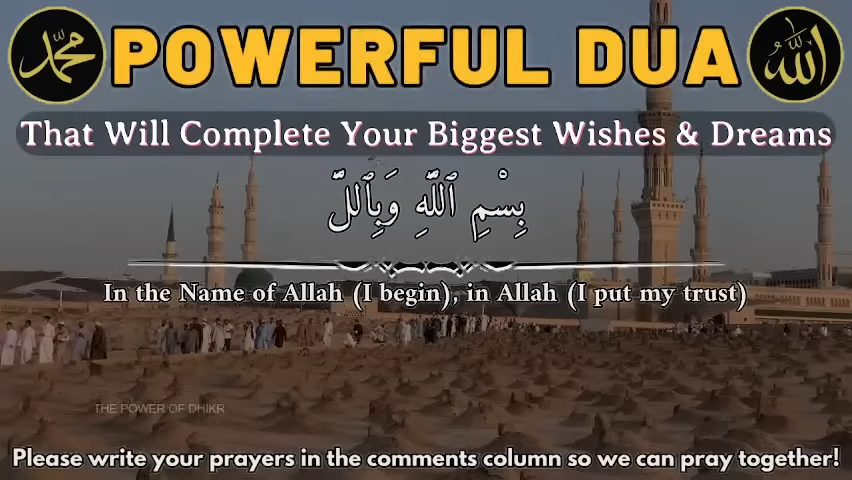 محمد
POWERFUL DUA
الله
That Will Complete Your Biggest Wishes & Dreams
بِسْمِ ٱللَّهِ وَبِٱللَّ
In the Name of Allah (I begin), in Allah (I put my trust)
THE POWER OF DHIKR
Please write your prayers in the comments column so we can pray together!